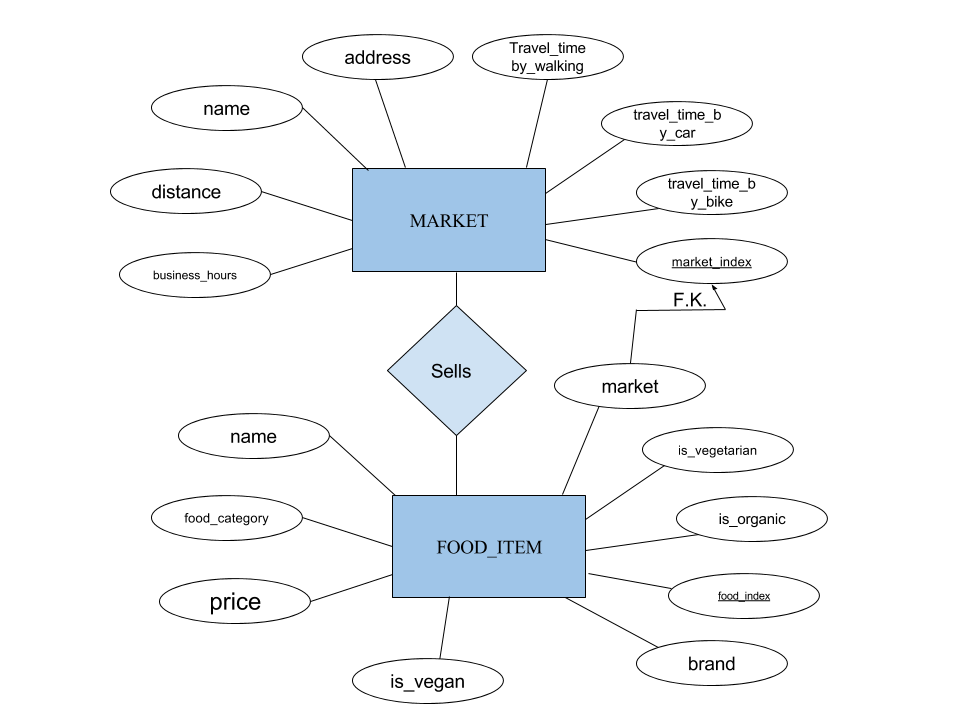 address
Travel_time
by_walking
name
travel_time_b
y_car
distance
travel_time_b
y_bike
MARKET
business_hours
market_index
F.K.
Sells
market
name
is_vegetarian
food_category
is_organic
FOOD_ITEM
price
food_index
brand
is_vegan